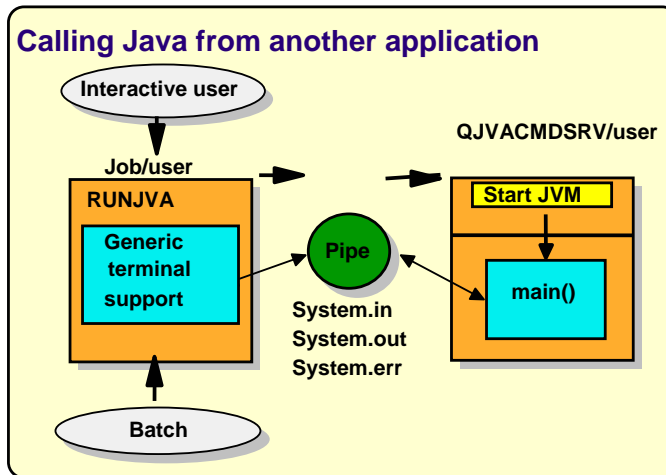 Calling Java from another application
Interactive user
QJVACMDSRV/user
Job/user
RUNJVA
Start JVM
Generic
terminal
support
Pipe
main()
System.in
System.out
System.err
Batch